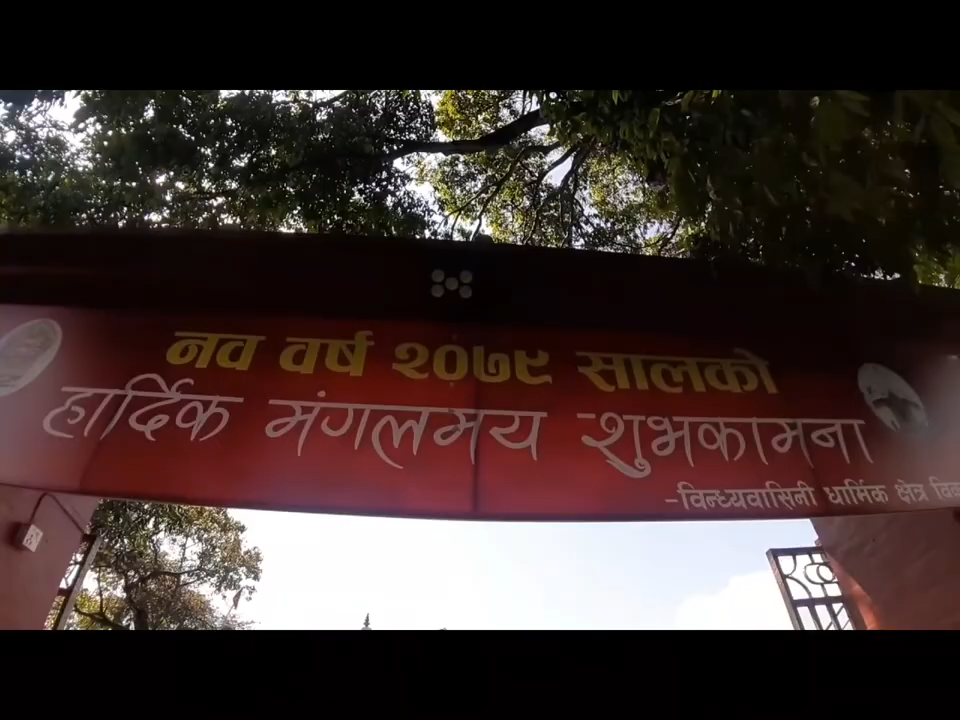 नव वर्ष २०७९ सालको
हार्दिक मंगलमय शुभकामना
-विन्ध्यवासिनी धार्मिक क्षेत्र